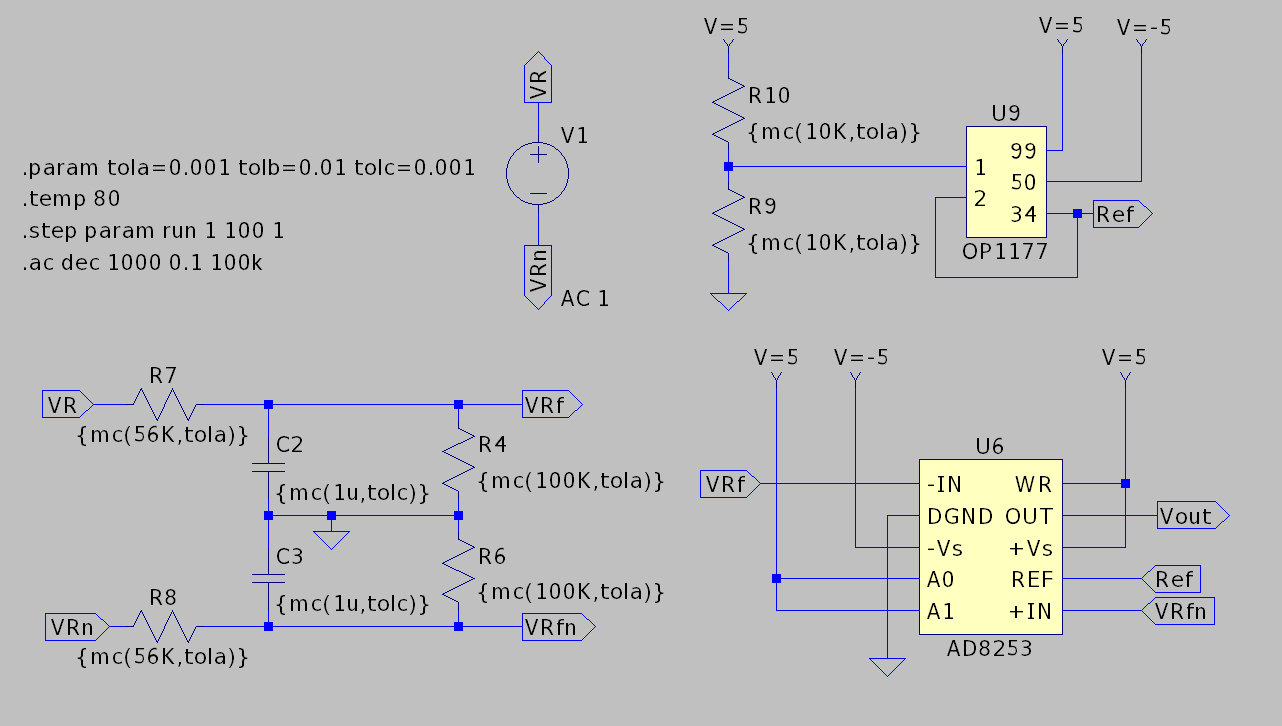 V=5
V=5
V=-5
VR
R10
{mc(10K,tola)}
U9
V1
99
1
50
2
34
Ref
OP1177
.param tola=0.001 tolb=0.01 tolc=0.001
.temp 80
.step param run 1 100 1
.ac dec 1000 0.1 100k
R9
{mc(10K,tola)}
VRn
AC 1
R7
VR
{mc(56K,tola)}
VRf
C2
{mc(1u,tolc)}
R4
{mc(100K,tola)}
C3
{mc(1u,tolc)}
R6
{mc(100K,tola)}
R8
VRn
{mc(56K,tola)}
VRfn
V=5
V=-5
V=5
U6
VRf
-IN
WR
DGND
OUT
Vout
-Vs
+Vs
A0
REF
Ref
A1
+IN
VRfn
AD8253